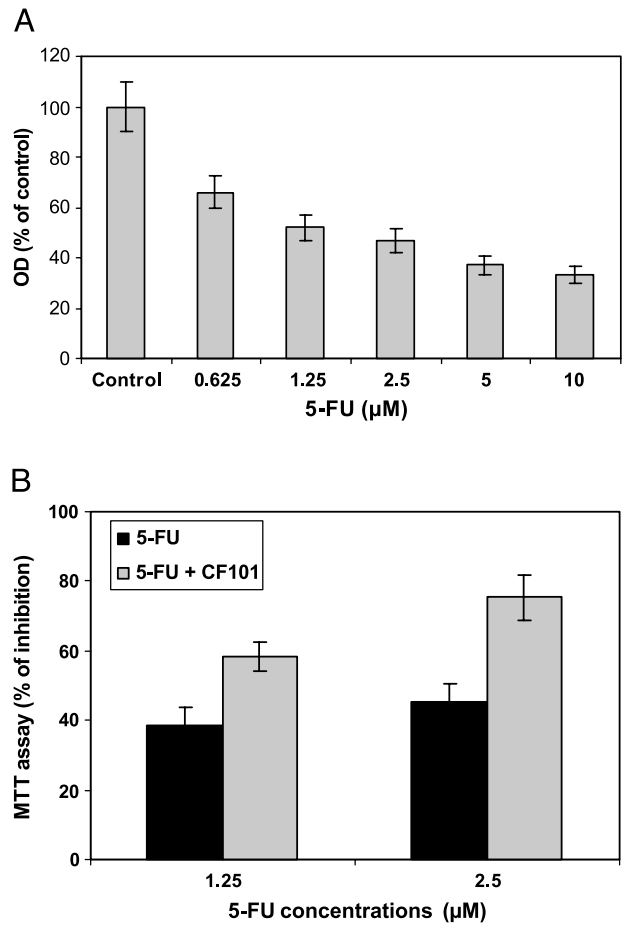 A
OD (% of control)
120
100
80
60
40
20
0
Control 0.625 1.25 2.5 5 10
5-FU (µM)
B
MTT assay (% of inhibition)
100
80
60
40
20
0
5-FU
5-FU + CF101
1.25 2.5
5-FU concentrations (µM)